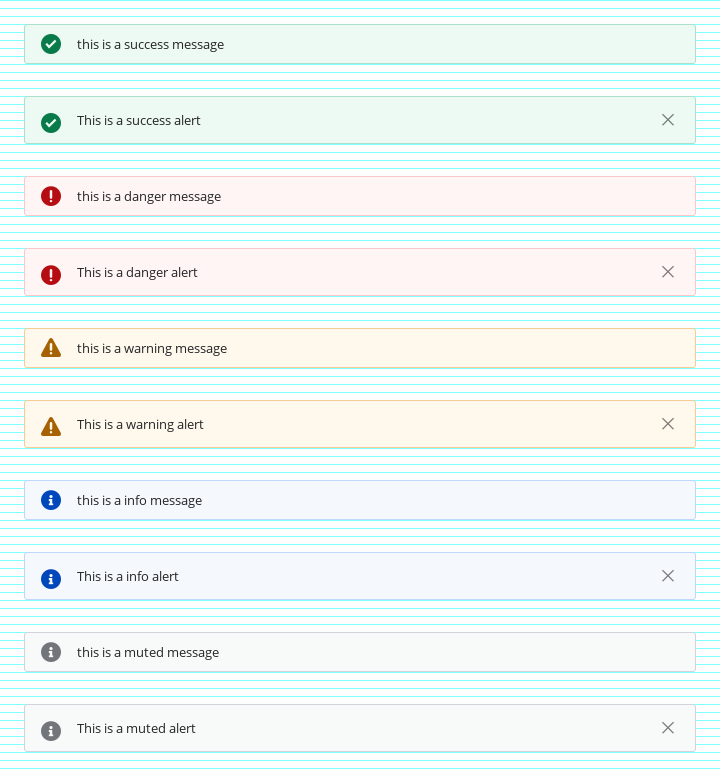 this is a success message
This is a success alert
this is a danger message
This is a danger alert
this is a warning message
This is a warning alert
this is a info message
This is a info alert
this is a muted message
This is a muted alert